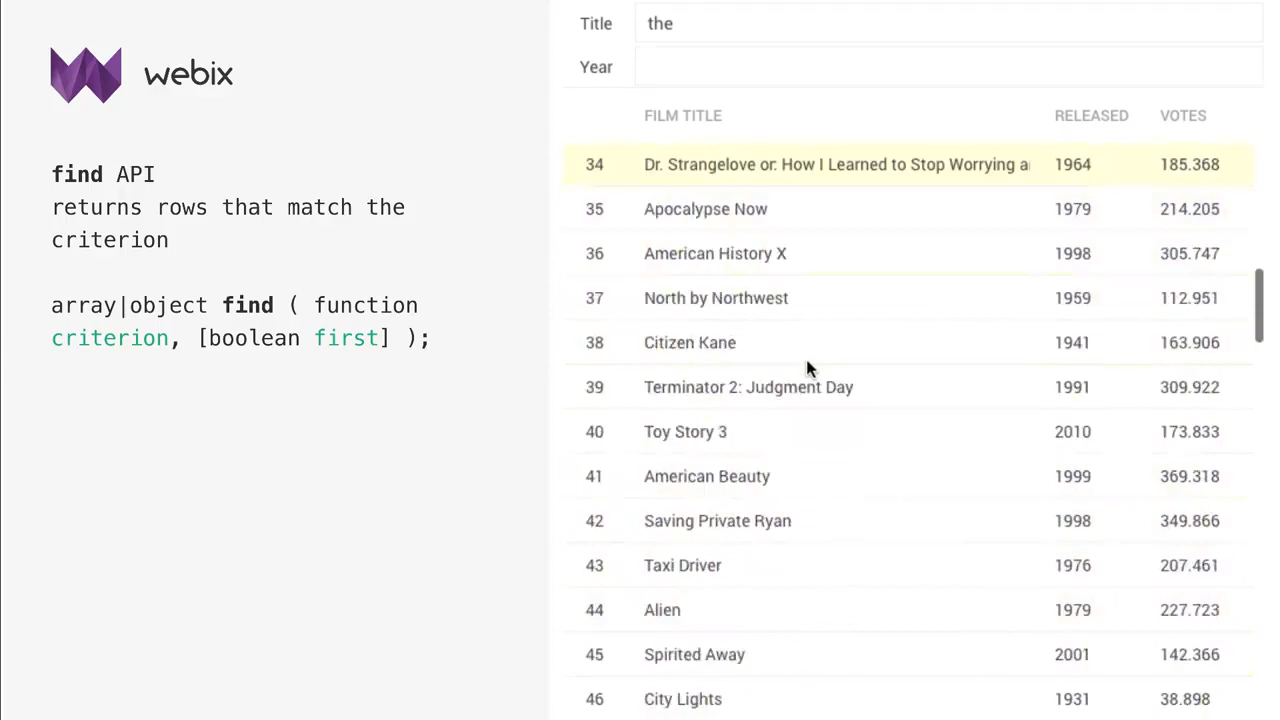 webix
find API
returns rows that match the
criterion
array|object find ( function
criterion, [boolean first] );
Title the
Year
FILM TITLE RELEASED VOTES
34 Dr. Strangelove or: How I Learned to Stop Worrying a 1964 185.368
35 Apocalypse Now 1979 214.205
36 American History X 1998 305.747
37 North by Northwest 1959 112.951
38 Citizen Kane 1941 163.906
39 Terminator 2: Judgment Day 1991 309.922
40 Toy Story 3 2010 173.833
41 American Beauty 1999 369.318
42 Saving Private Ryan 1998 349.866
43 Taxi Driver 1976 207.461
44 Alien 1979 227.723
45 Spirited Away 2001 142.366
46 City Lights 1931 38.898